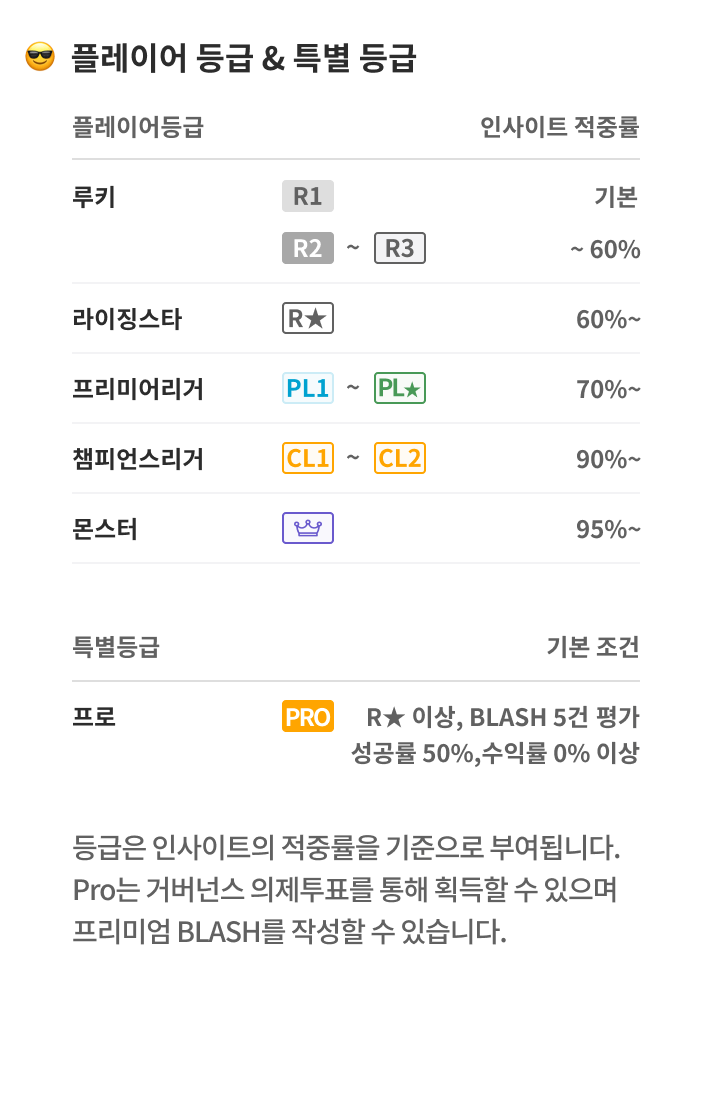 😎 플레이어 등급 & 특별 등급
플레이어등급 인사이트 적중률
루키 R1 기본
R2 ~ R3 ~ 60%
라이징스타 R★ 60%~
프리미어리거 PL1 ~ PL★ 70%~
챔피언스리거 CL1 ~ CL2 90%~
몬스터 95%~
특별등급 기본 조건
프로 PRO R★ 이상, BLASH 5건 평가
성공률 50%,수익률 0% 이상
등급은 인사이트의 적중률을 기준으로 부여됩니다.
Pro는 거버넌스 의제투표를 통해 획득할 수 있으며
프리미엄 BLASH를 작성할 수 있습니다.